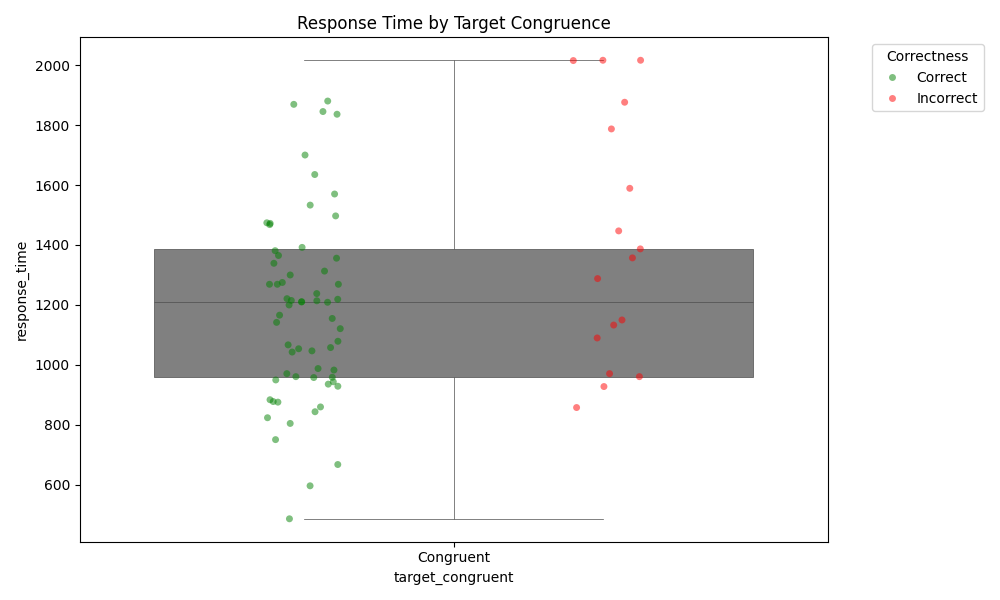 Response Time by Target Congruence
Correctness
Correct
Incorrect
2000
1800
1600
1400
1200
1000
800
600
response_time
Congruent
target_congruent